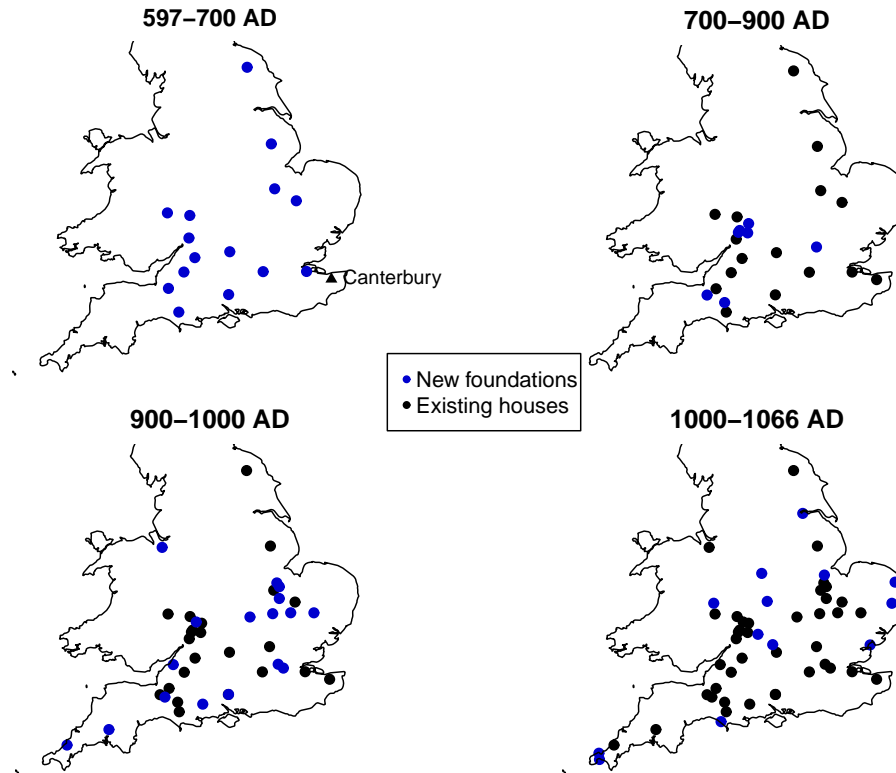 597–700 AD
700–900 AD
Canterbury
New foundations
Existing houses
900–1000 AD
1000–1066 AD